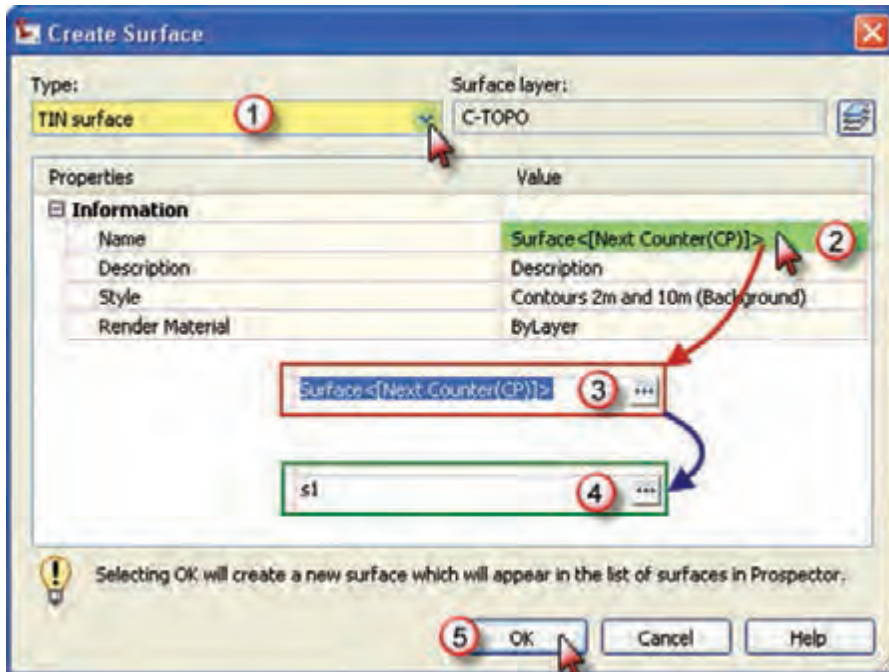 Create Surface
Type:
Surface layer:
TIN surface
1
C-TOPO
Properties
Value
Information
Name
Surface<[Next Counter(CP)]>
2
Description
Description
Style
Contours 2m and 10m (Background)
Render Material
ByLayer
Surface<[Next Counter(CP)]>
3
...
s1
4
...
Selecting OK will create a new surface which will appear in the list of surfaces in Prospector.
5
OK
Cancel
Help